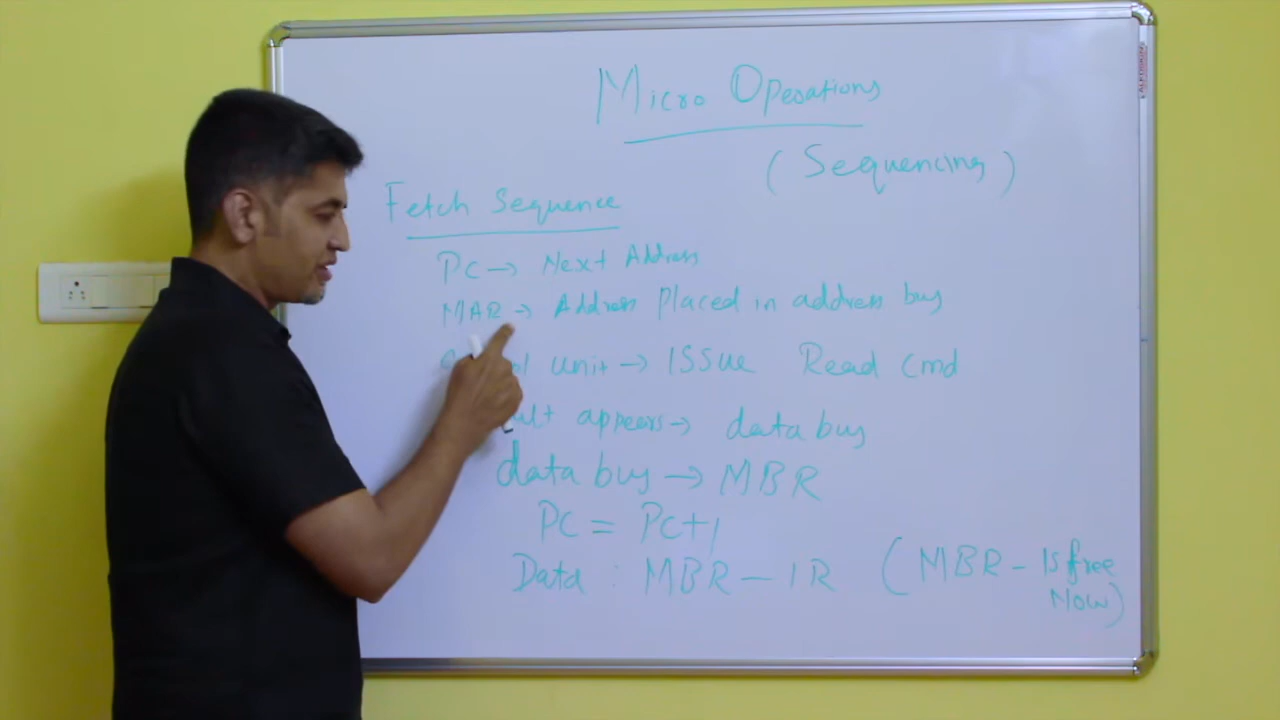 Micro Operations
(Sequencing)
Fetch Sequence
PC → Next Address
MAR → Address placed in address bus
unit → Issue Read Cmd
appears → data bus
data bus → MBR
PC = PC+1
Data : MBR - IR (MBR - Is free Now)